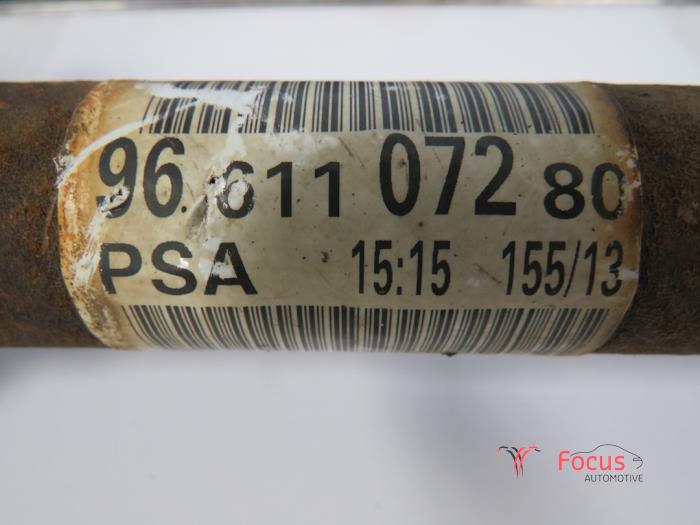 96 611 072 80
PSA 15:15 155/13
Focus
AUTOMOTIVE